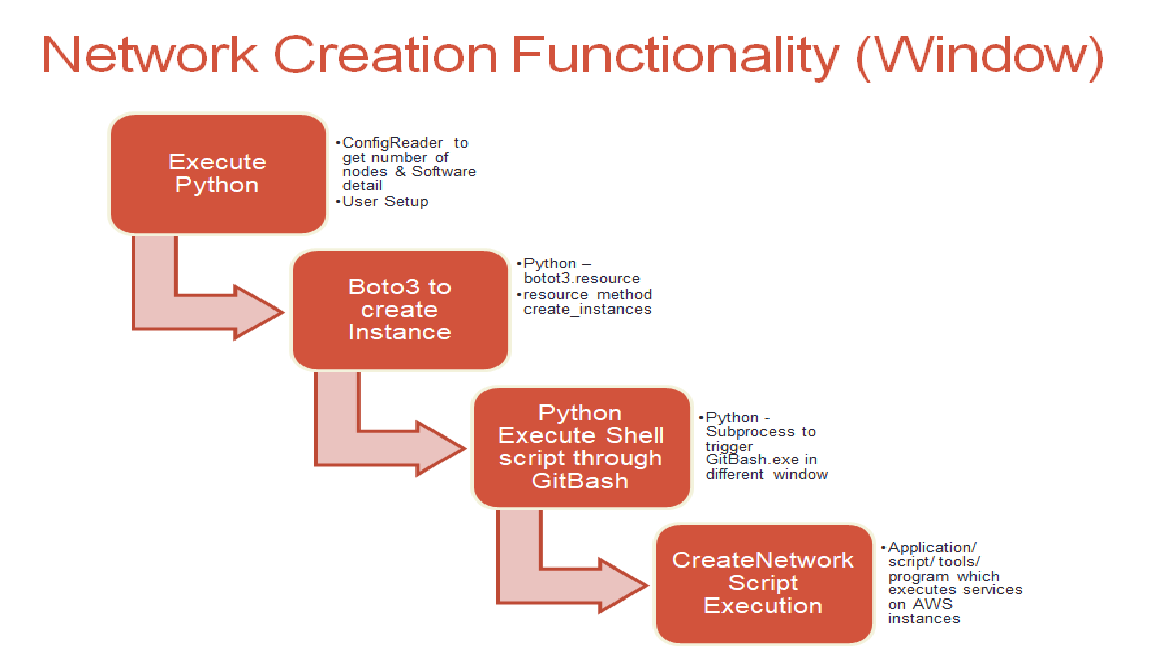 Network Creation Functionality (Window)
Execute
Python
•ConfigReader to
get number of
nodes & Software
detail
•User Setup
Boto3 to
create
Instance
•Python –
botot3.resource
•resource method
create_instances
Python
Execute Shell
script through
GitBash
•Python -
Subprocess to
trigger
GitBash.exe in
different window
CreateNetwork
Script
Execution
•Application/
script/ tools/
program which
executes services
on AWS
instances